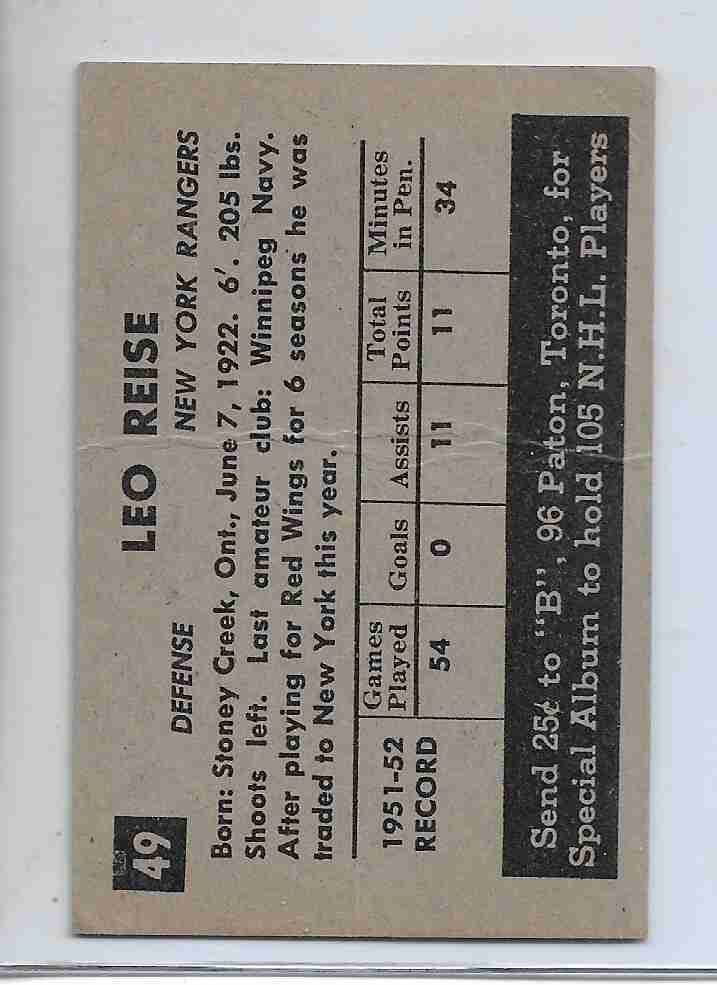 49
LEO REISE
DEFENSE NEW YORK RANGERS
Born: Stoney Creek, Ont., June 7, 1922. 6'. 205 lbs.
Shoots left. Last amateur club: Winnipeg Navy.
After playing for Red Wings for 6 seasons he was
traded to New York this year.
1951-52 RECORD
Games Played Goals Assists Total Points Minutes in Pen.
54 0 11 11 34
Send 25¢ to "B", 96 Paton, Toronto, for
Special Album to hold 105 N.H.L. Players